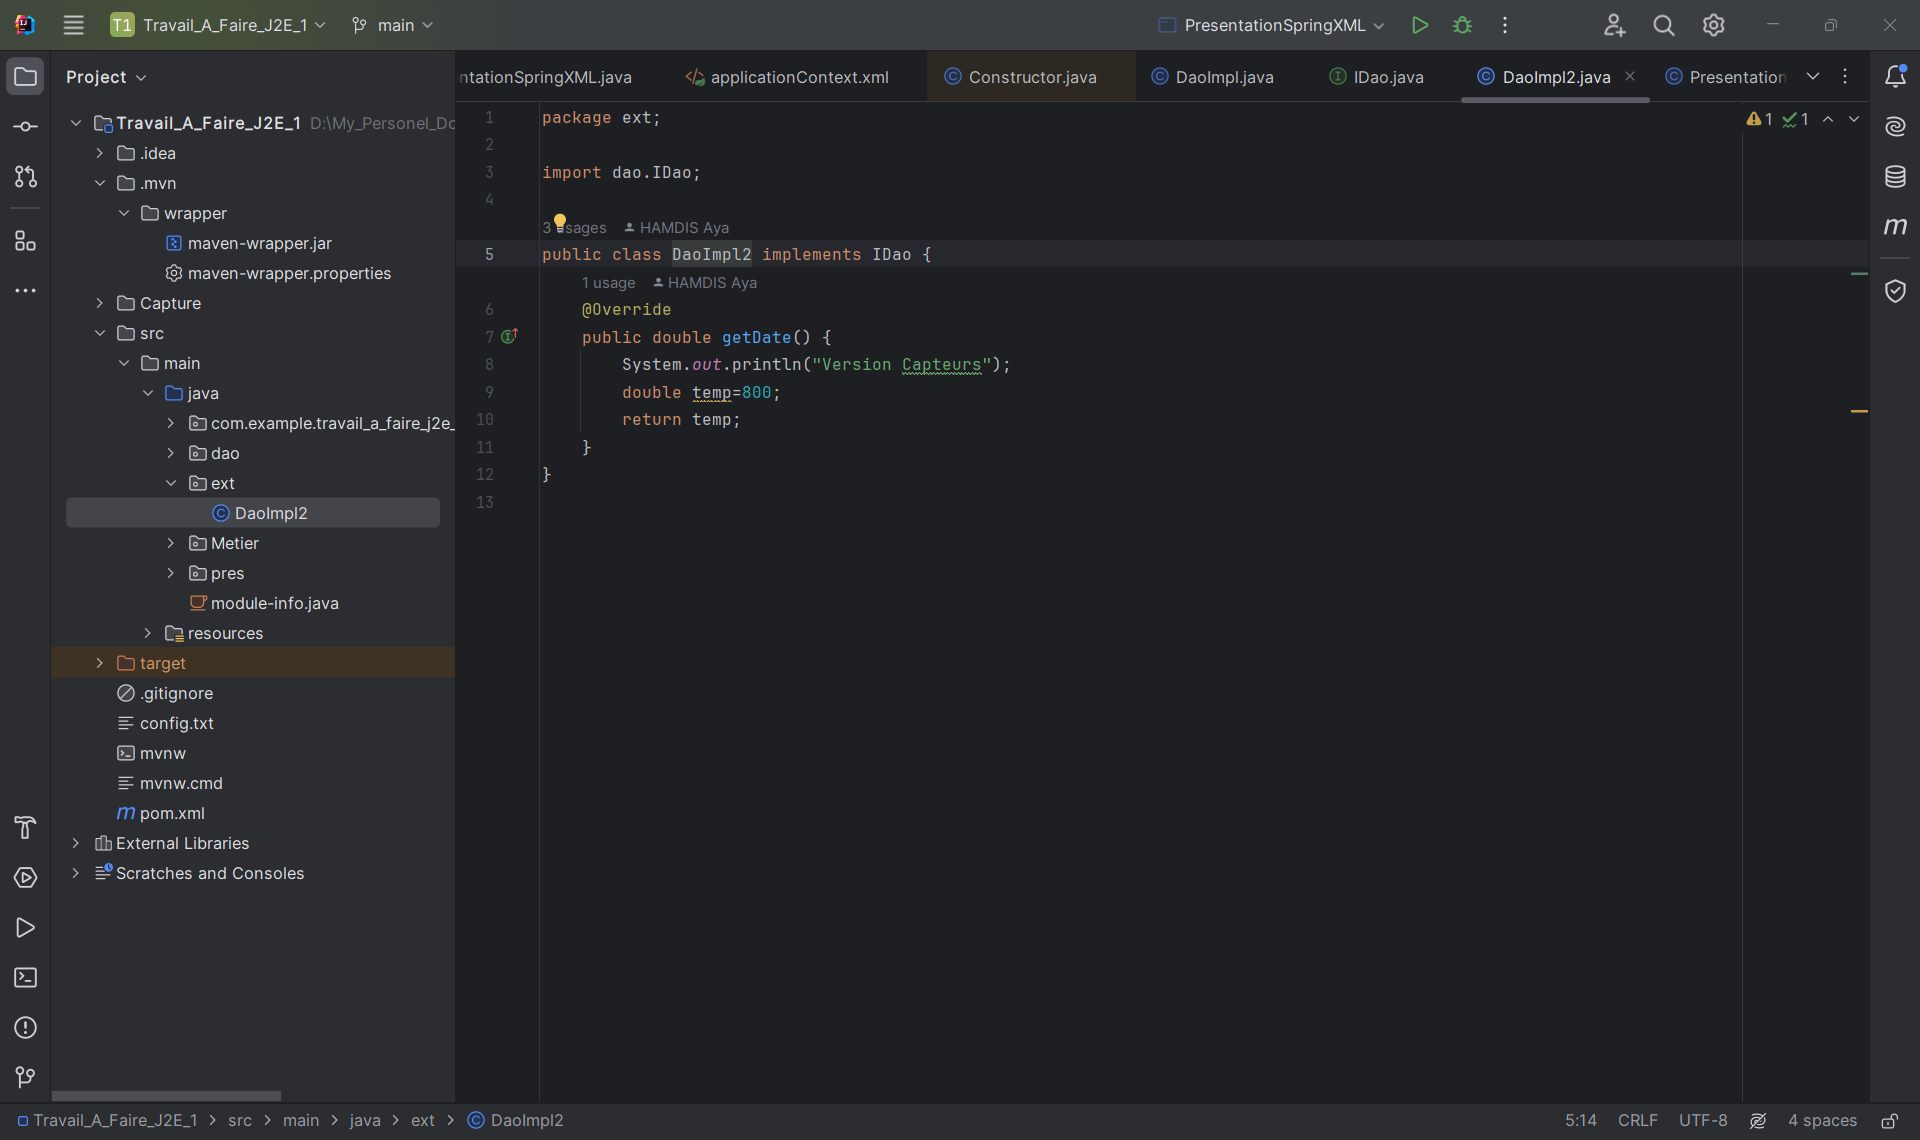 T1 Travail_A_Faire_J2E_1 main PresentationSpringXML
Project
ntationSpringXML.java applicationContext.xml Constructor.java DaoImpl.java IDao.java DaoImpl2.java Presentation
Travail_A_Faire_J2E_1 D:\My_Personel_Do
.idea
.mvn
wrapper
maven-wrapper.jar
maven-wrapper.properties
Capture
src
main
java
com.example.travail_a_faire_j2e_
dao
ext
DaoImpl2
Metier
pres
module-info.java
resources
target
.gitignore
config.txt
mvnw
mvnw.cmd
m pom.xml
External Libraries
Scratches and Consoles
1 package ext;
2
3 import dao.IDao;
4
3 usages HAMDIS Aya
5 public class DaoImpl2 implements IDao {
1 usage HAMDIS Aya
6 @Override
7 public double getDate() {
8 System.out.println("Version Capteurs");
9 double temp=800;
10 return temp;
11 }
12 }
13
1 1
m
Travail_A_Faire_J2E_1 > src > main > java > ext > DaoImpl2
5:14 CRLF UTF-8 4 spaces